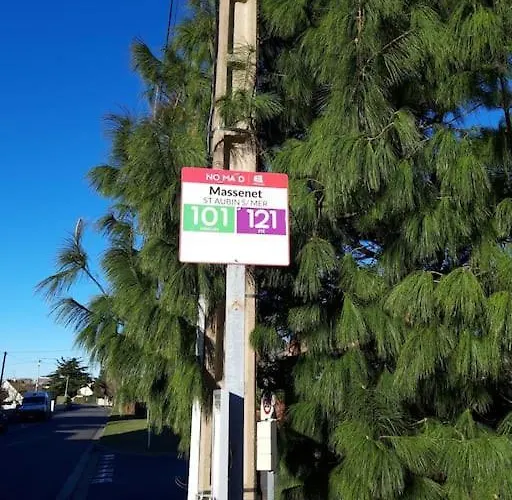 NOMAD
Massenet
ST AUBIN S/ MER
101 121